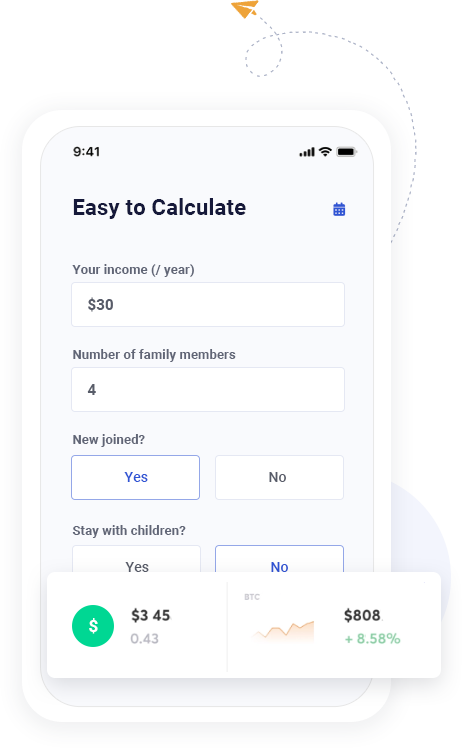 9:41
Easy to Calculate
Your income (/ year)
$30
Number of family members
4
New joined?
Yes No
Stay with children?
Yes No
BTC
$ $3 45 $808
0.43 + 8.58%